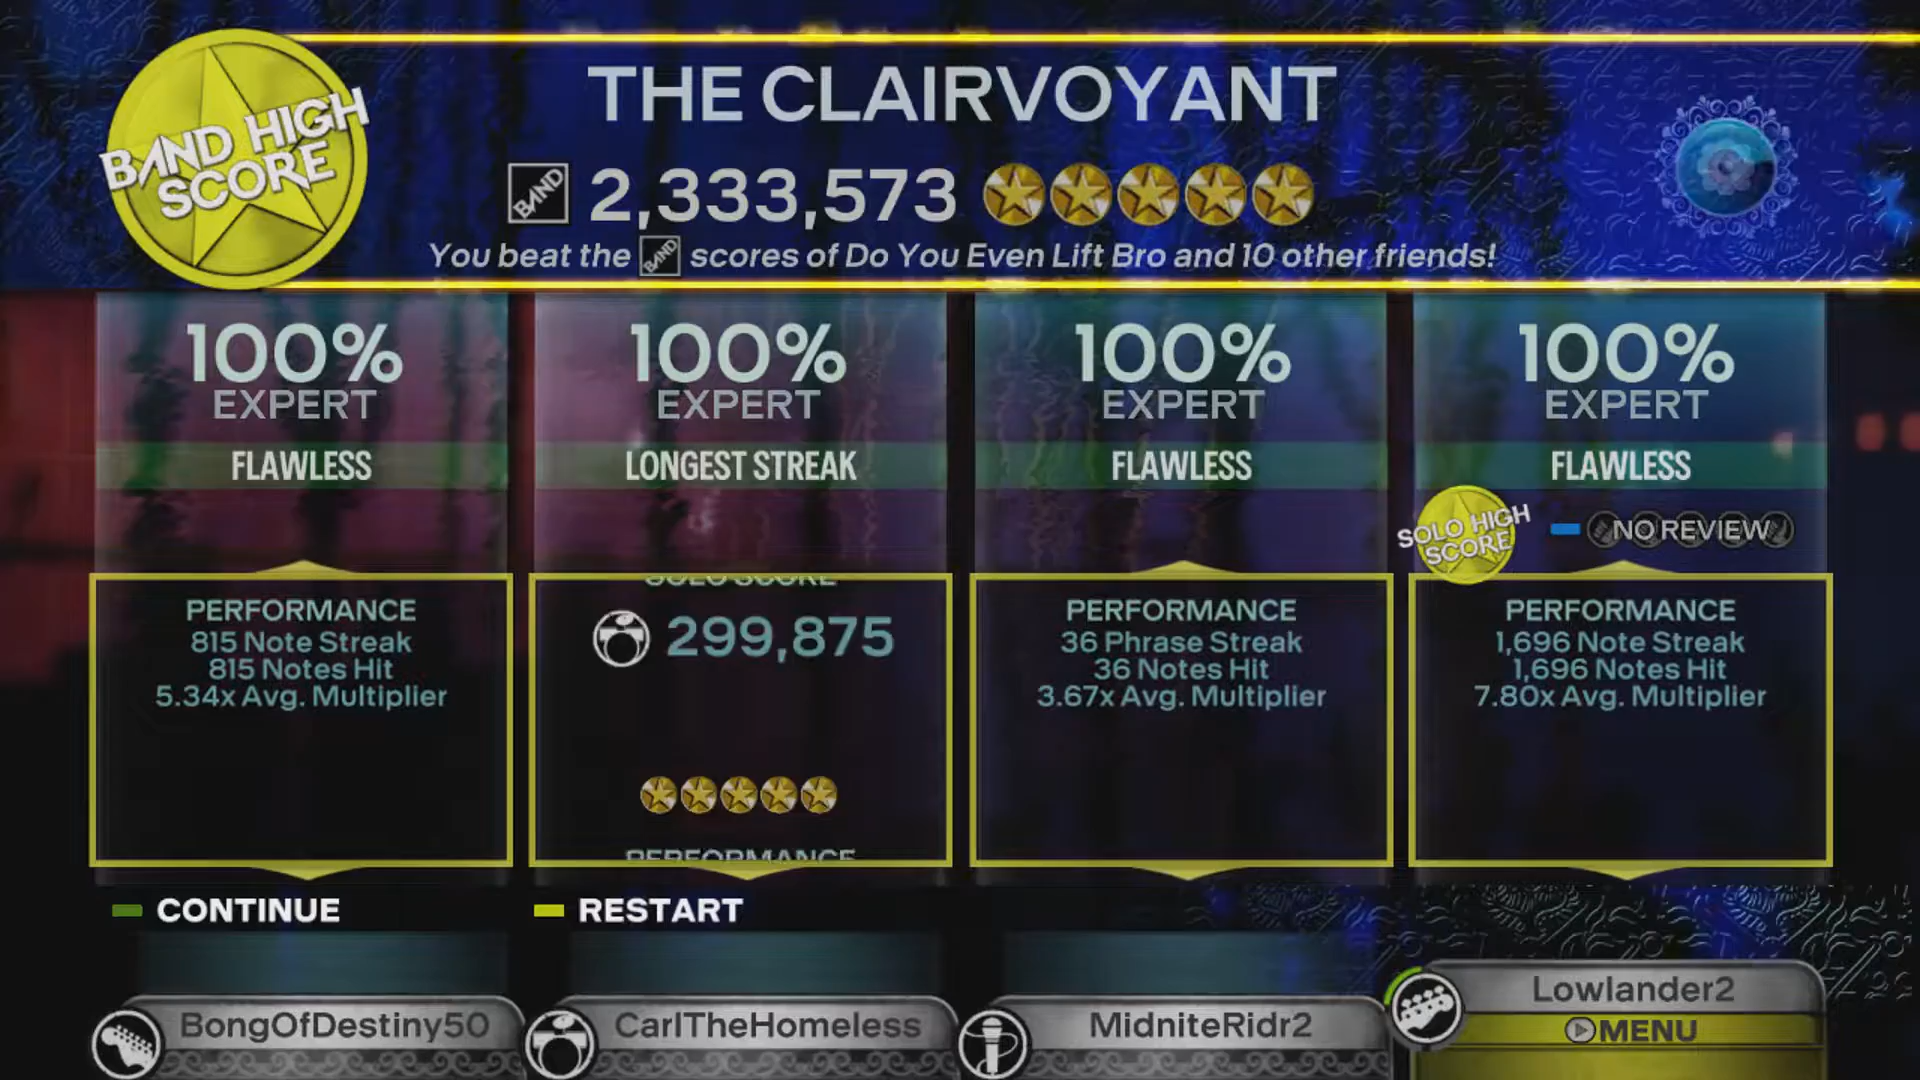 BAND HIGH SCORE
THE CLAIRVOYANT
BAND 2,333,573
You beat the BAND scores of Do You Even Lift Bro and 10 other friends!
100%
EXPERT
FLAWLESS
PERFORMANCE
815 Note Streak
815 Notes Hit
5.34x Avg. Multiplier
100%
EXPERT
LONGEST STREAK
SOLO SCORE
299,875
PERFORMANCE
100%
EXPERT
FLAWLESS
PERFORMANCE
36 Phrase Streak
36 Notes Hit
3.67x Avg. Multiplier
100%
EXPERT
FLAWLESS
SOLO HIGH SCORE
NO REVIEW
PERFORMANCE
1,696 Note Streak
1,696 Notes Hit
7.80x Avg. Multiplier
CONTINUE
RESTART
BongOfDestiny50
CarlTheHomeless
MidniteRidr2
Lowlander2
MENU